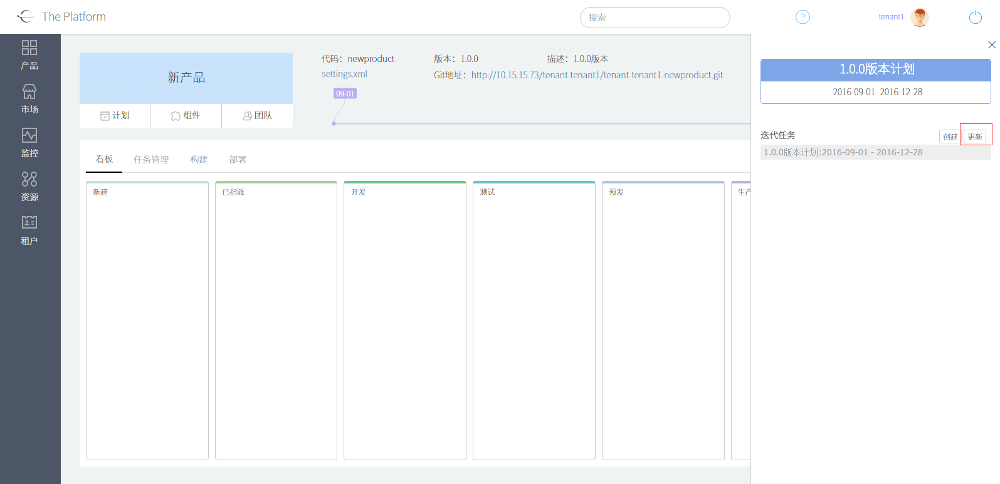 The Platform
搜索
?
tenant1
产品
市场
监控
资源
租户
新产品
计划
组件
团队
代码：newproduct
版本：1.0.0
描述：1.0.0版本
settings.xml
Git地址：http://10.15.15.73/tenant-tenant1/tenant-tenant1-newproduct.git
09-01
看板
任务管理
构建
部署
新建
已指派
开发
测试
预发
生产
1.0.0版本计划
2016-09-01- 2016-12-28
迭代任务
创建
更新
1.0.0版本计划:2016-09-01 - 2016-12-28